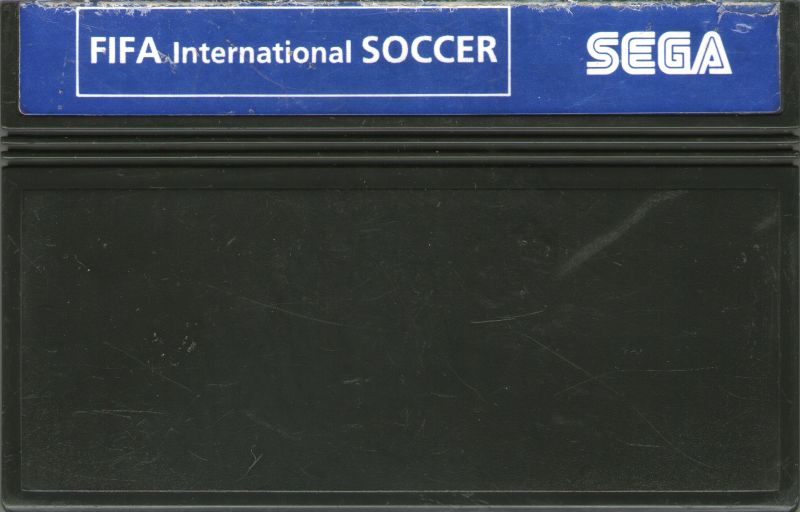 FIFA International SOCCER
SEGA